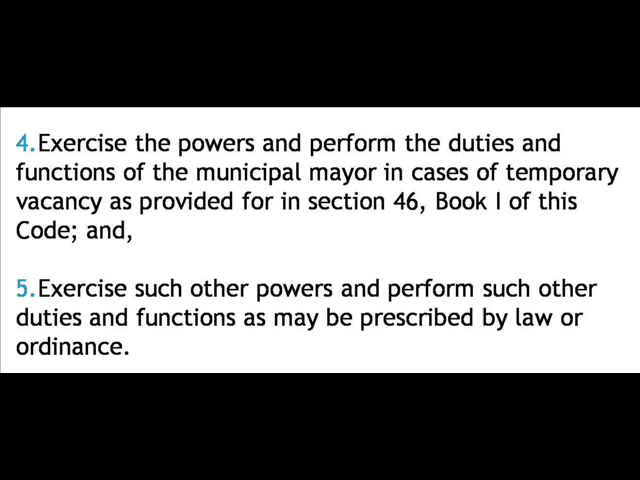 4.Exercise the powers and perform the duties and
functions of the municipal mayor in cases of temporary
vacancy as provided for in section 46, Book I of this
Code; and,
5.Exercise such other powers and perform such other
duties and functions as may be prescribed by law or
ordinance.